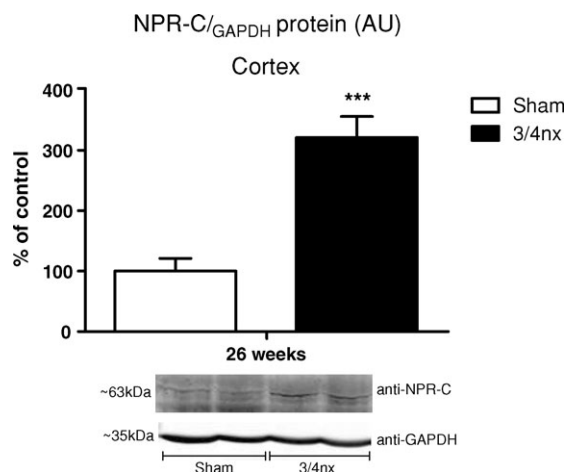 NPR-C/GAPDH protein (AU)
Cortex
% of control
400
300
200
100
0
***
Sham
3/4nx
26 weeks
~63kDa
anti-NPR-C
~35kDa
anti-GAPDH
Sham
3/4nx